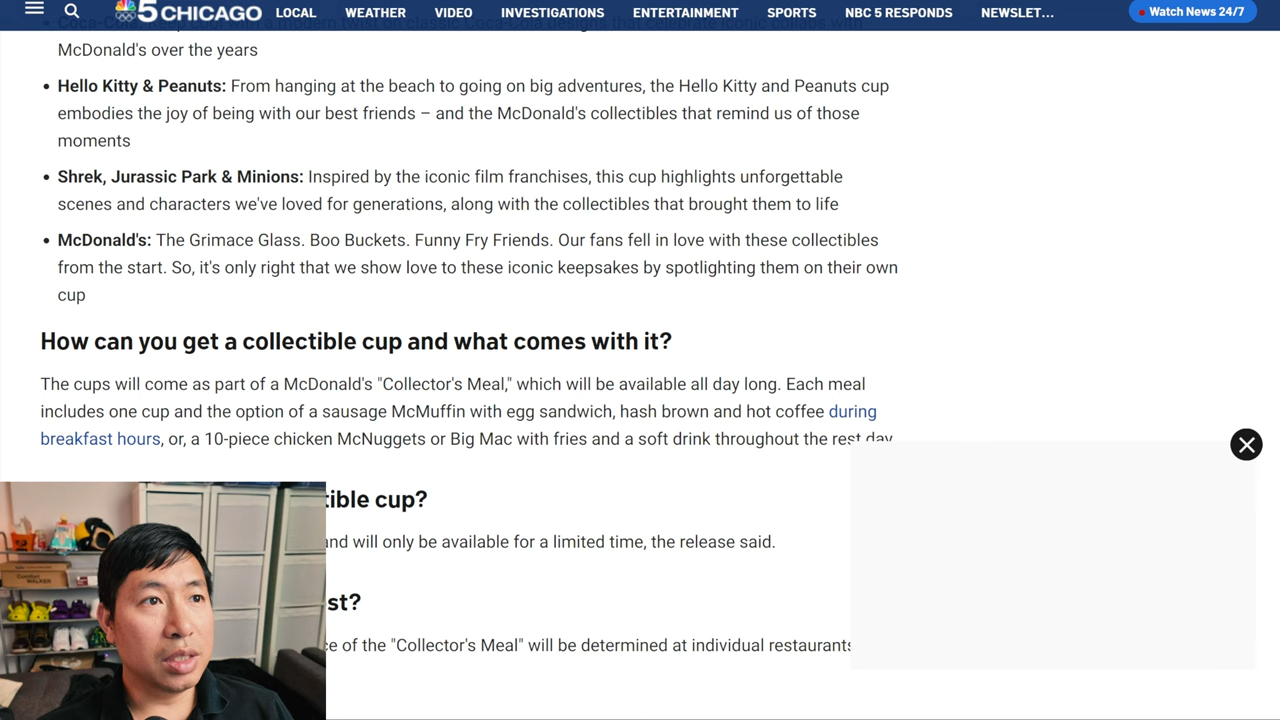 5 CHICAGO LOCAL WEATHER VIDEO INVESTIGATIONS ENTERTAINMENT SPORTS NBC 5 RESPONDS NEWSLET... Watch News 24/7
McDonald's over the years
• Hello Kitty & Peanuts: From hanging at the beach to going on big adventures, the Hello Kitty and Peanuts cup
embodies the joy of being with our best friends – and the McDonald's collectibles that remind us of those
moments
• Shrek, Jurassic Park & Minions: Inspired by the iconic film franchises, this cup highlights unforgettable
scenes and characters we've loved for generations, along with the collectibles that brought them to life
• McDonald's: The Grimace Glass. Boo Buckets. Funny Fry Friends. Our fans fell in love with these collectibles
from the start. So, it's only right that we show love to these iconic keepsakes by spotlighting them on their own
cup
How can you get a collectible cup and what comes with it?
The cups will come as part of a McDonald's "Collector's Meal," which will be available all day long. Each meal
includes one cup and the option of a sausage McMuffin with egg sandwich, hash brown and hot coffee during
breakfast hours, or, a 10-piece chicken McNuggets or Big Mac with fries and a soft drink throughout the rest day
tible cup?
and will only be available for a limited time, the release said.
st?
ce of the "Collector's Meal" will be determined at individual restaurants
Comfort
WALKER